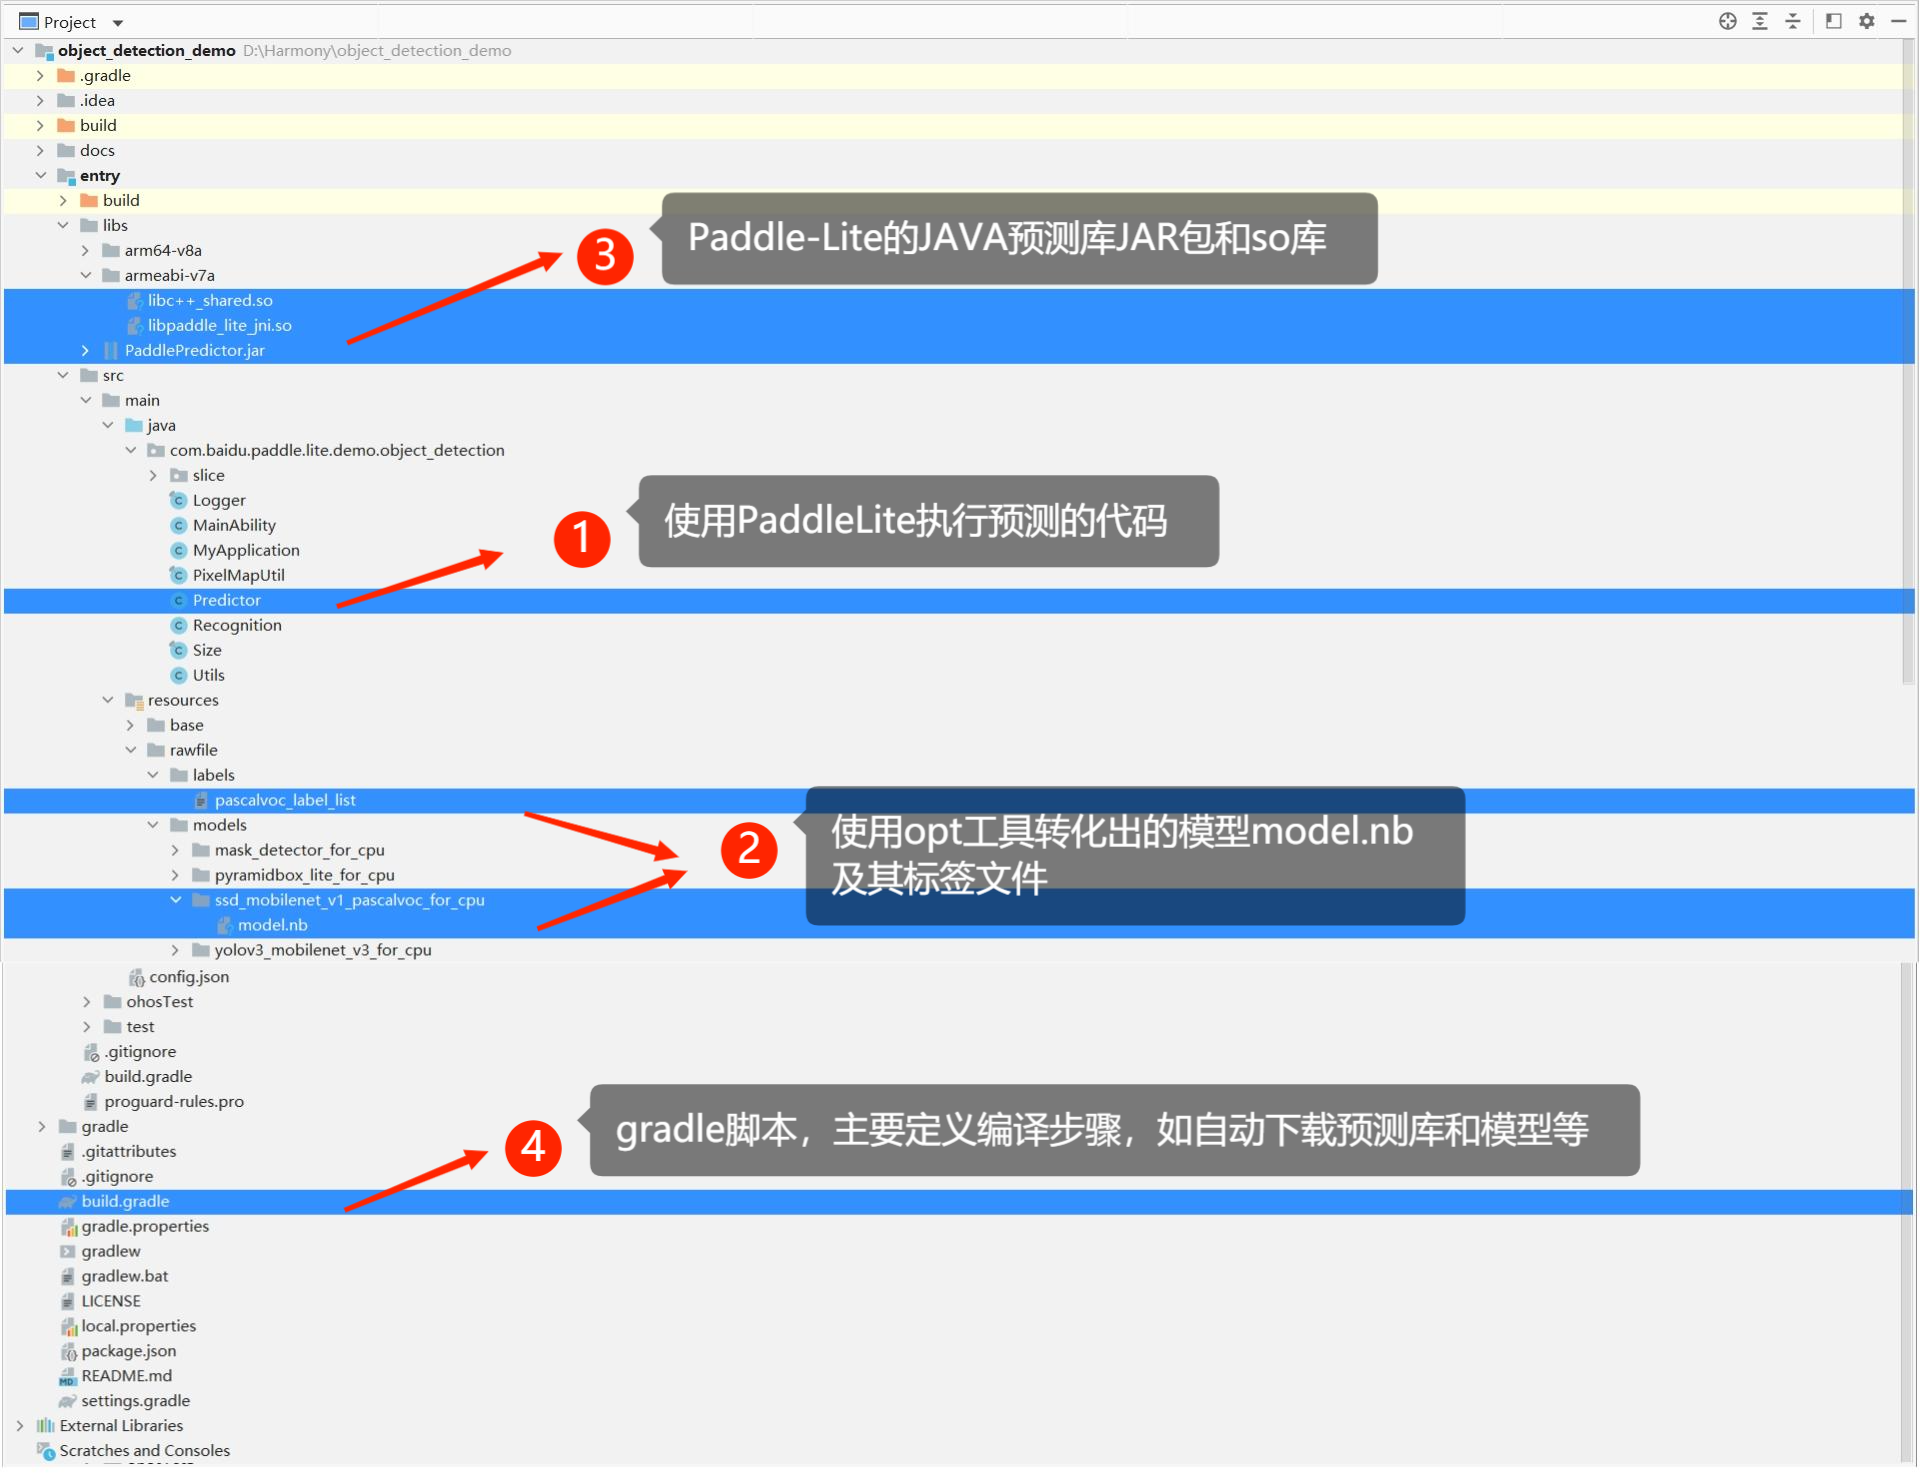 Project
object_detection_demo D:\Harmony\object_detection_demo
.gradle
.idea
build
docs
entry
build
libs
arm64-v8a
armeabi-v7a
libc++_shared.so
libpaddle_lite_jni.so
PaddlePredictor.jar
3
Paddle-Lite的JAVA预测库JAR包和so库
src
main
java
com.baidu.paddle.lite.demo.object_detection
slice
Logger
MainAbility
MyApplication
PixelMapUtil
Predictor
1
使用PaddleLite执行预测的代码
Recognition
Size
Utils
resources
base
rawfile
labels
pascalvoc_label_list
models
mask_detector_for_cpu
pyramidbox_lite_for_cpu
ssd_mobilenet_v1_pascalvoc_for_cpu
model.nb
2
使用opt工具转化出的模型model.nb
及其标签文件
yolov3_mobilenet_v3_for_cpu
config.json
ohosTest
test
.gitignore
build.gradle
proguard-rules.pro
gradle
.gitattributes
.gitignore
build.gradle
4
gradle脚本，主要定义编译步骤，如自动下载预测库和模型等
gradle.properties
gradlew
gradlew.bat
LICENSE
local.properties
package.json
README.md
settings.gradle
External Libraries
Scratches and Consoles